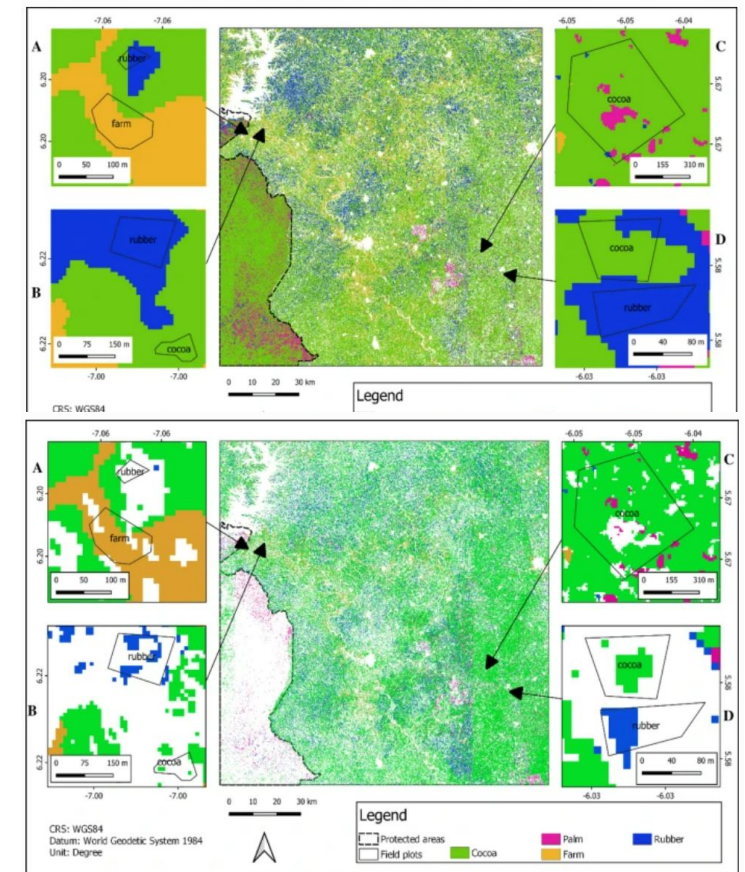 -7.06 -7.06
-6.05 -6.05 -6.04
A
C
rubber
6.20
farm
6.20
0 50 100 m
cocoa
5.67
5.67
0 155 310 m
rubber
6.22
B
cocoa
6.22
0 75 150 m
-7.00 -7.00
D
cocoa
5.58
rubber
5.58
0 40 80 m
-6.03 -6.03
0 10 20 30 km
Legend
CRS: WGS84
-7.06 -7.06
-6.05 -6.05 -6.04
A
C
rubber
6.20
farm
6.20
0 50 100 m
cocoa
5.67
5.67
0 155 310 m
rubber
6.22
B
cocoa
6.22
0 75 150 m
-7.00 -7.00
cocoa
5.58
D
rubber
5.58
0 40 80 m
-6.03 -6.03
0 10 20 30 km
CRS: WGS84
Datum: World Geodetic System 1984
Unit: Degree
Legend
Protected areas Palm Rubber
Field plots Cocoa Farm